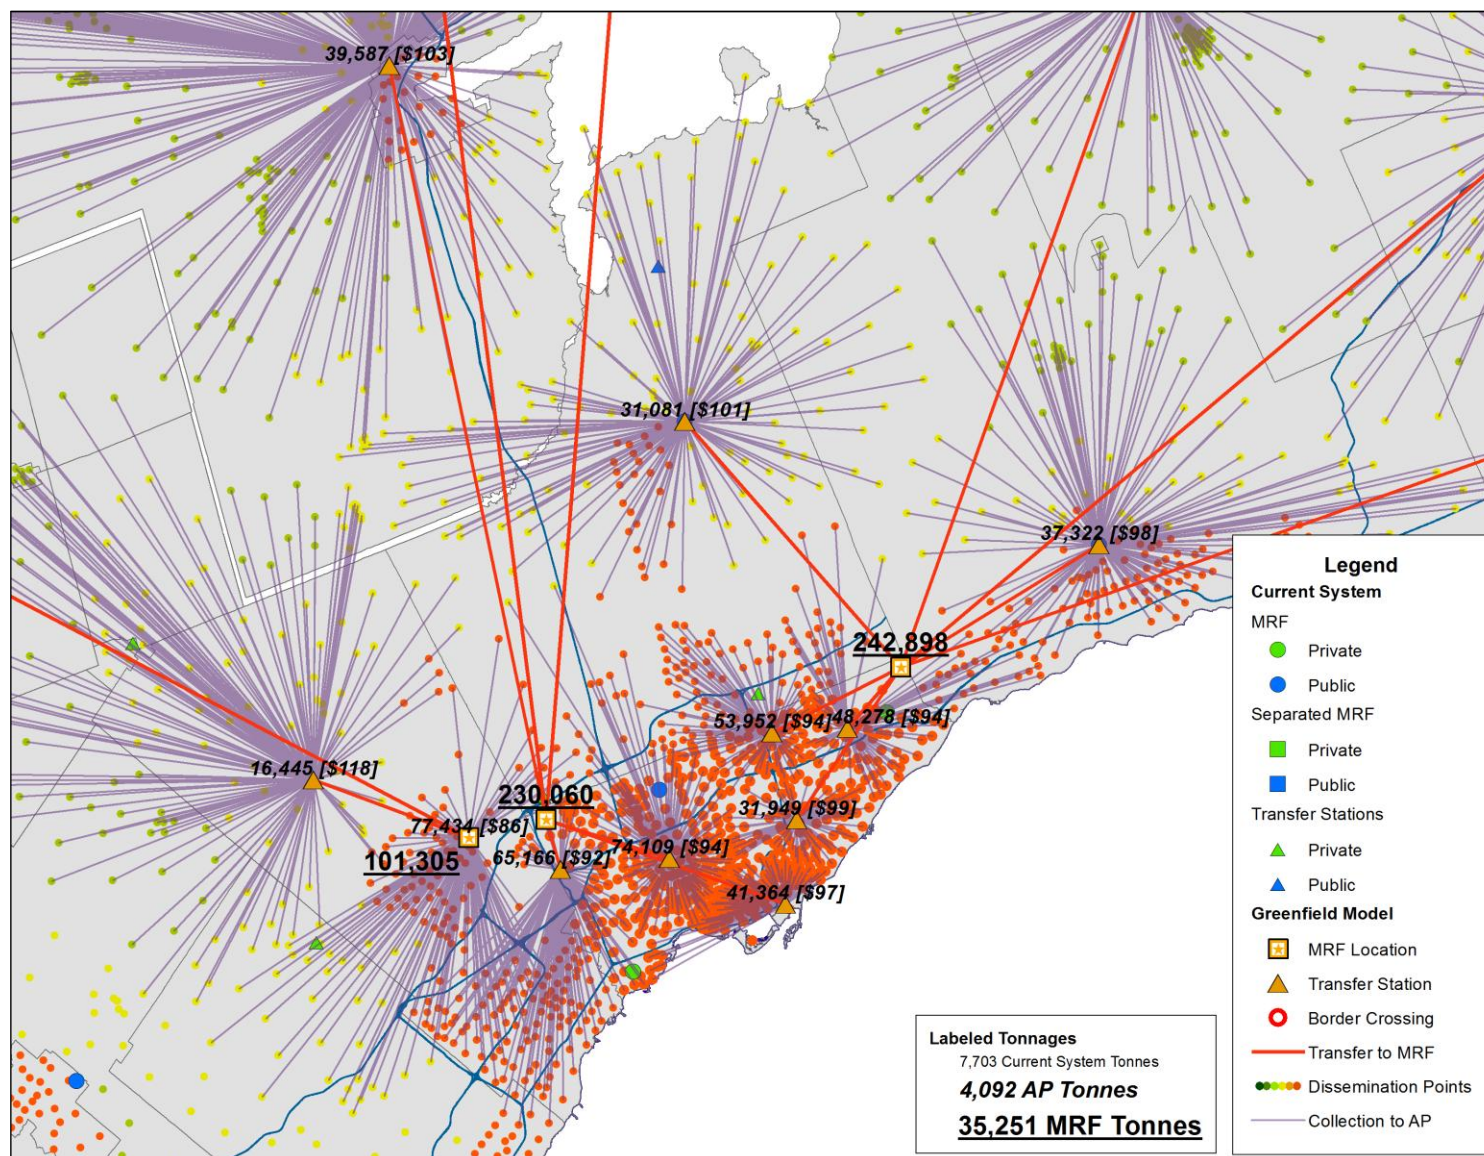 39,587 [$103]
31,081 [$101]
37,322 [$98]
242,898
53,952 [$94]
48,278 [$94]
16,445 [$118]
230,060
31,949 [$99]
77,434 [$86]
101,305
65,166 [$92]
74,109 [$94]
41,364 [$97]
Labeled Tonnages
7,703 Current System Tonnes
4,092 AP Tonnes
35,251 MRF Tonnes
Legend
Current System
MRF
Private
Public
Separated MRF
Private
Public
Transfer Stations
Private
Public
Greenfield Model
MRF Location
Transfer Station
Border Crossing
Transfer to MRF
Dissemination Points
Collection to AP